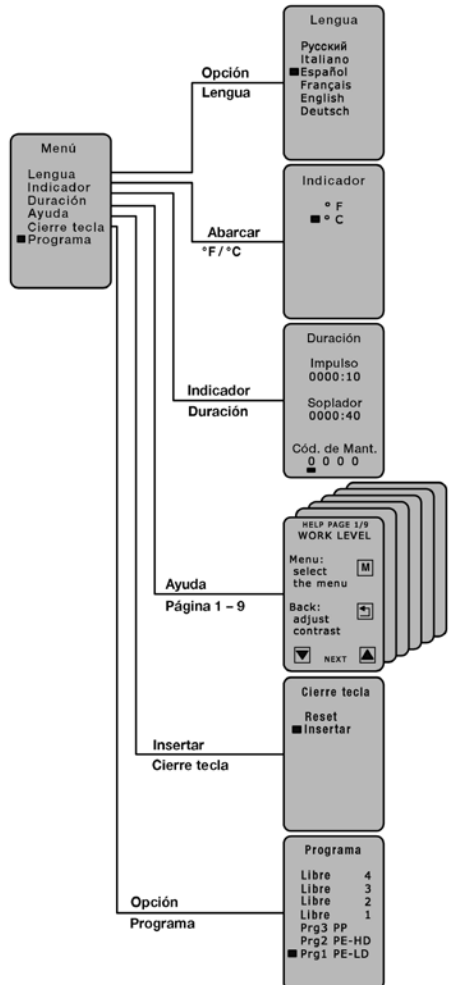 Menú
Lengua
Indicador
Duración
Ayuda
Cierre tecla
Programa
Opción
Lengua
Lengua
Русский
Italiano
Español
Français
English
Deutsch
Abarcar
°F/°C
Indicador
° F
° C
Indicador
Duración
Duración
Impulso
0000:10
Soplador
0000:40
Cód. de Mant.
0 0 0 0
Ayuda
Página 1 – 9
HELP PAGE 1/9
WORK LEVEL
Menu:
select
the menu
M
Back:
adjust
contrast
NEXT
Insertar
Cierre tecla
Cierre tecla
Reset
Insertar
Opción
Programa
Programa
Libre 4
Libre 3
Libre 2
Libre 1
Prg3 PP
Prg2 PE-HD
Prg1 PE-LD